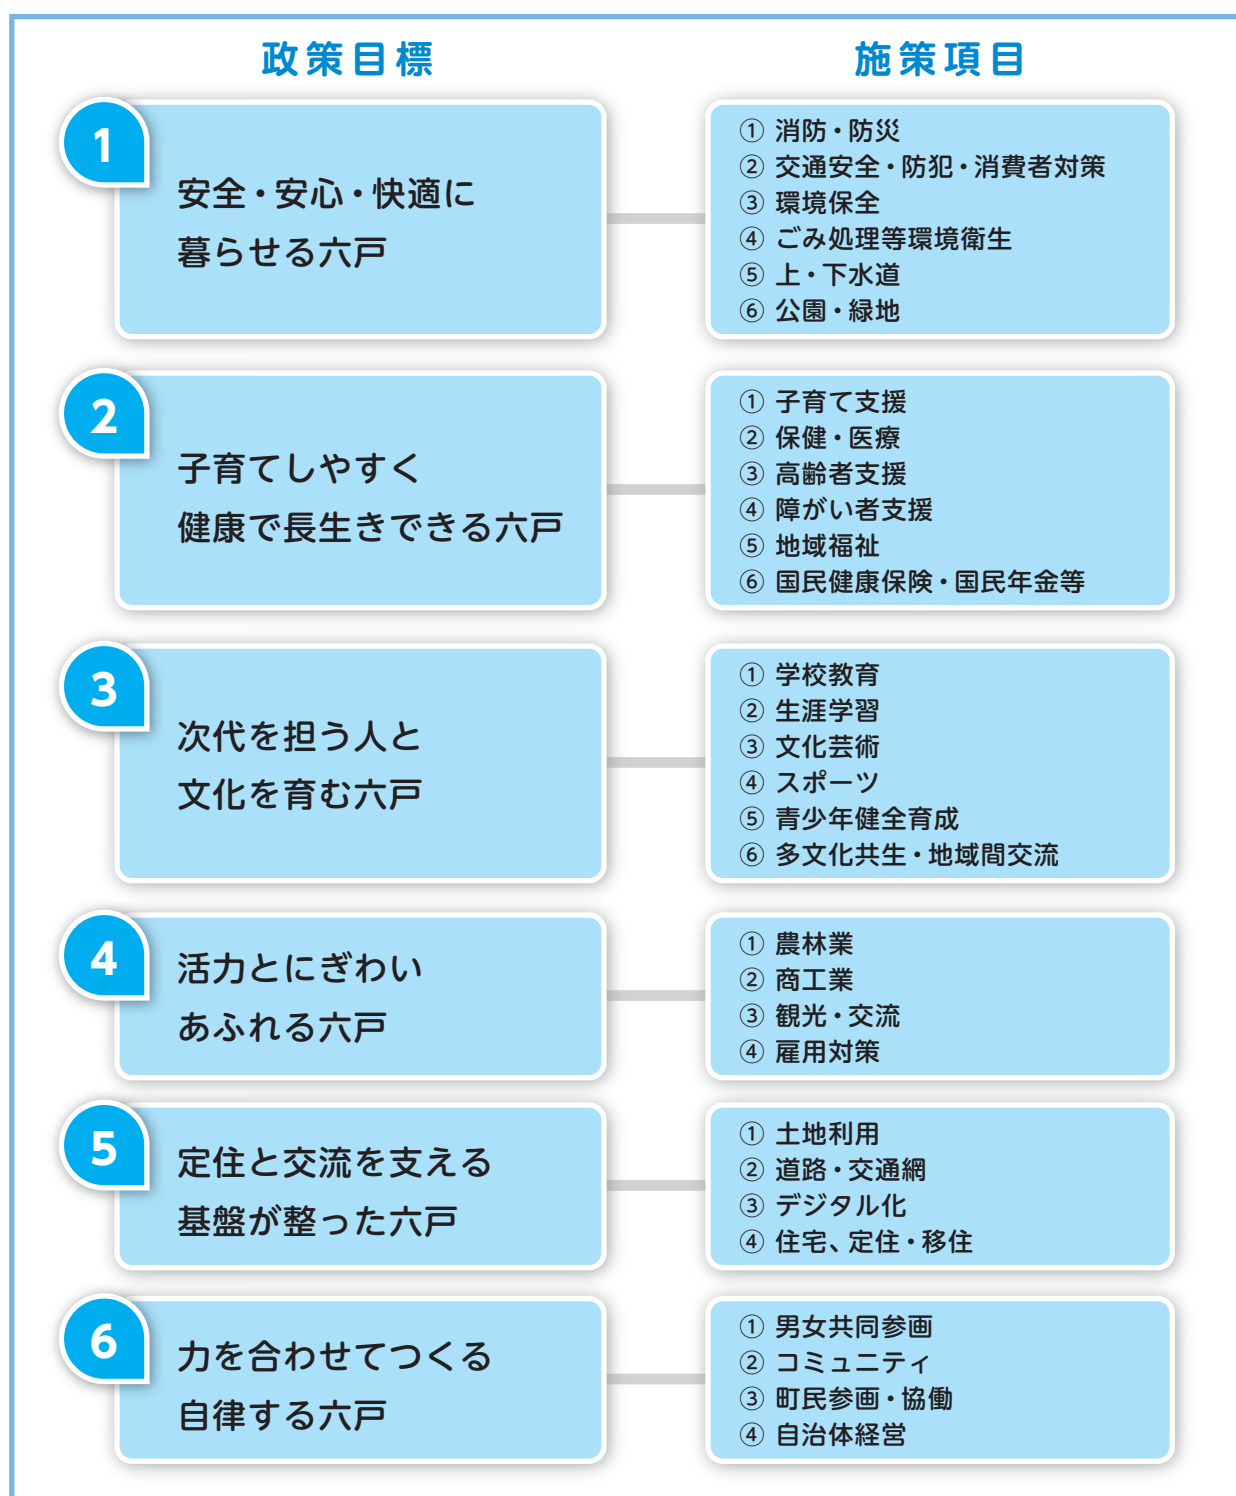 政策目標
施策項目
1
安全・安心・快適に
暮らせる六戸
① 消防・防災
② 交通安全・防犯・消費者対策
③ 環境保全
④ ごみ処理等環境衛生
⑤ 上・下水道
⑥ 公園・緑地
2
子育てしやすく
健康で長生きできる六戸
① 子育て支援
② 保健・医療
③ 高齢者支援
④ 障がい者支援
⑤ 地域福祉
⑥ 国民健康保険・国民年金等
3
次代を担う人と
文化を育む六戸
① 学校教育
② 生涯学習
③ 文化芸術
④ スポーツ
⑤ 青少年健全育成
⑥ 多文化共生・地域間交流
4
活力とにぎわい
あふれる六戸
① 農林業
② 商工業
③ 観光・交流
④ 雇用対策
5
定住と交流を支える
基盤が整った六戸
① 土地利用
② 道路・交通網
③ デジタル化
④ 住宅、定住・移住
6
力を合わせてつくる
自律する六戸
① 男女共同参画
② コミュニティ
③ 町民参画・協働
④ 自治体経営